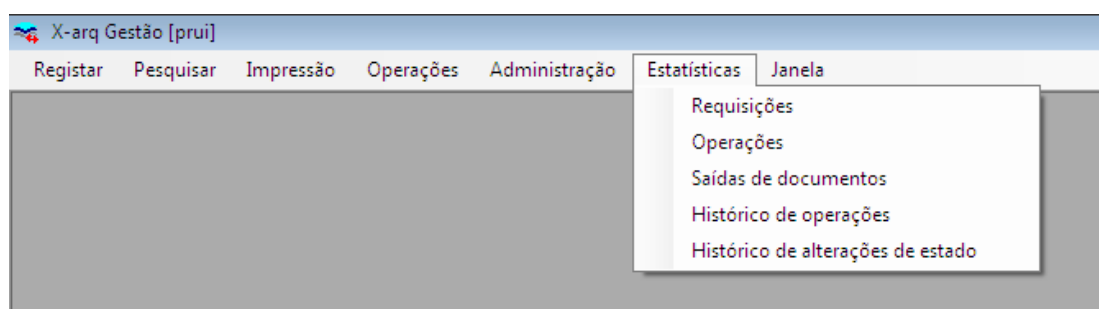 X-arq Gestão [prui]
Registar Pesquisar Impressão Operações Administração Estatísticas Janela
Requisições
Operações
Saídas de documentos
Histórico de operações
Histórico de alterações de estado